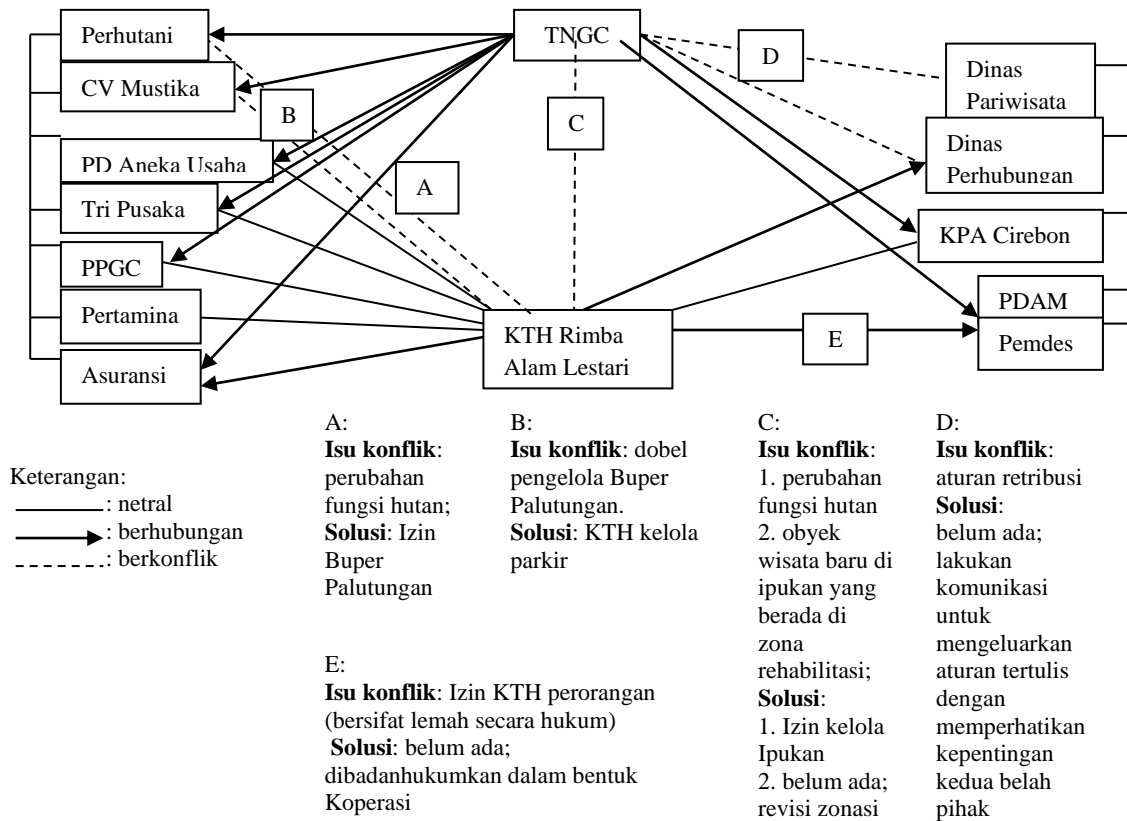 Perhutani
CV Mustika
PD Aneka Usaha
Tri Pusaka
PPGC
Pertamina
Asuransi
TNGC
B
A
C
D
E
KTH Rimba
Alam Lestari
Dinas
Pariwisata
Dinas
Perhubungan
KPA Cirebon
PDAM
Pemdes
Keterangan:
: netral
: berhubungan
: berkonflik
A:
Isu konflik:
perubahan
fungsi hutan;
Solusi: Izin
Buper
Palutungan
B:
Isu konflik: dobel
pengelola Buper
Palutungan.
Solusi: KTH kelola
parkir
C:
Isu konflik:
1. perubahan
fungsi hutan
2. obyek
wisata baru di
ipukan yang
berada di
zona
rehabilitasi;
Solusi:
1. Izin kelola
Ipukan
2. belum ada;
revisi zonasi
D:
Isu konflik:
aturan retribusi
Solusi:
belum ada;
lakukan
komunikasi
untuk
mengeluarkan
aturan tertulis
dengan
memperhatikan
kepentingan
kedua belah
pihak
E:
Isu konflik: Izin KTH perorangan
(bersifat lemah secara hukum)
Solusi: belum ada;
dibadanhukumkan dalam bentuk
Koperasi